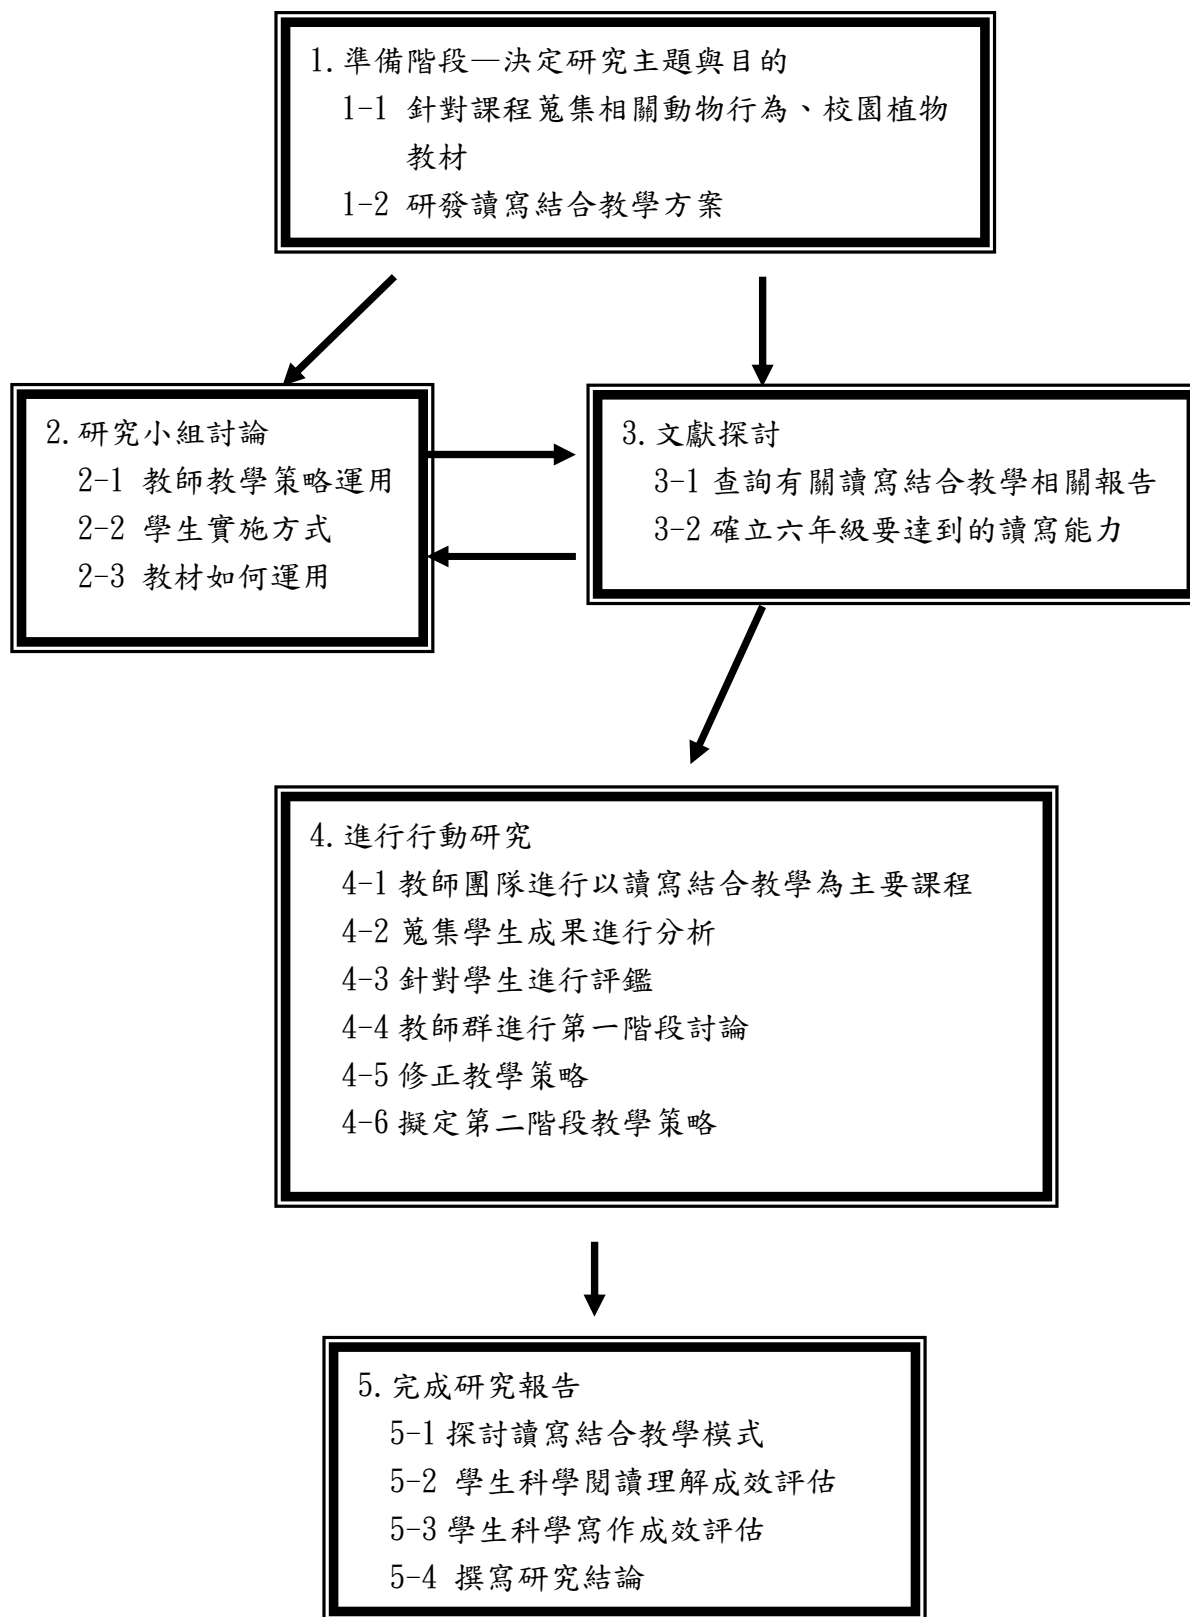 1.準備階段—決定研究主題與目的
1-1 針對課程蒐集相關動物行為、校園植物
教材
1-2 研發讀寫結合教學方案
2.研究小組討論
2-1 教師教學策略運用
2-2 學生實施方式
2-3 教材如何運用
3.文獻探討
3-1 查詢有關讀寫結合教學相關報告
3-2 確立六年級要達到的讀寫能力
4.進行行動研究
4-1 教師團隊進行以讀寫結合教學為主要課程
4-2 蒐集學生成果進行分析
4-3 針對學生進行評鑑
4-4 教師群進行第一階段討論
4-5 修正教學策略
4-6 擬定第二階段教學策略
5.完成研究報告
5-1 探討讀寫結合教學模式
5-2 學生科學閱讀理解成效評估
5-3 學生科學寫作成效評估
5-4 撰寫研究結論